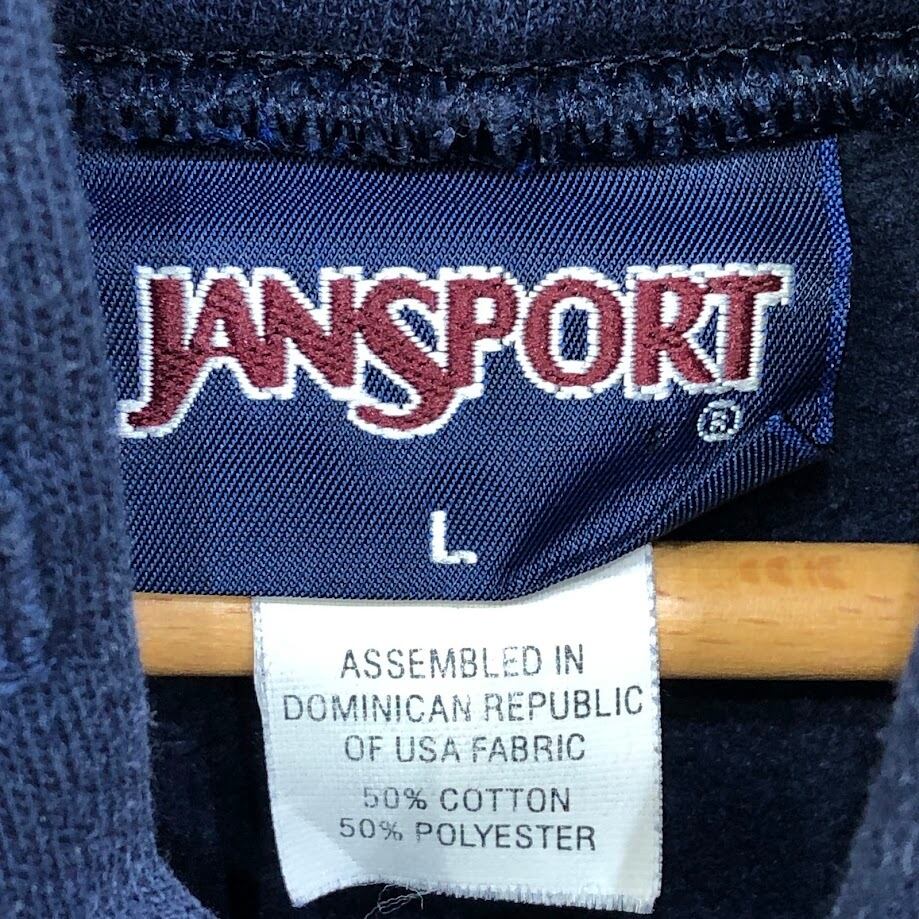 JANSPORT
®
L
ASSEMBLED IN
DOMINICAN REPUBLIC
OF USA FABRIC
50% COTTON
50% POLYESTER